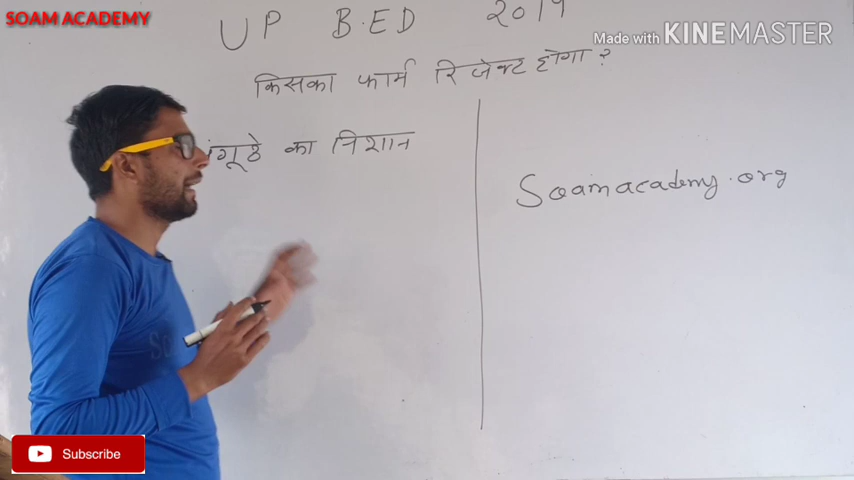 SOAM ACADEMY
UP B.ED 2019
Made with KINEMASTER
किसका फार्म रिजेक्ट होगा ?
का निशान
Soamacademy.org
Subscribe